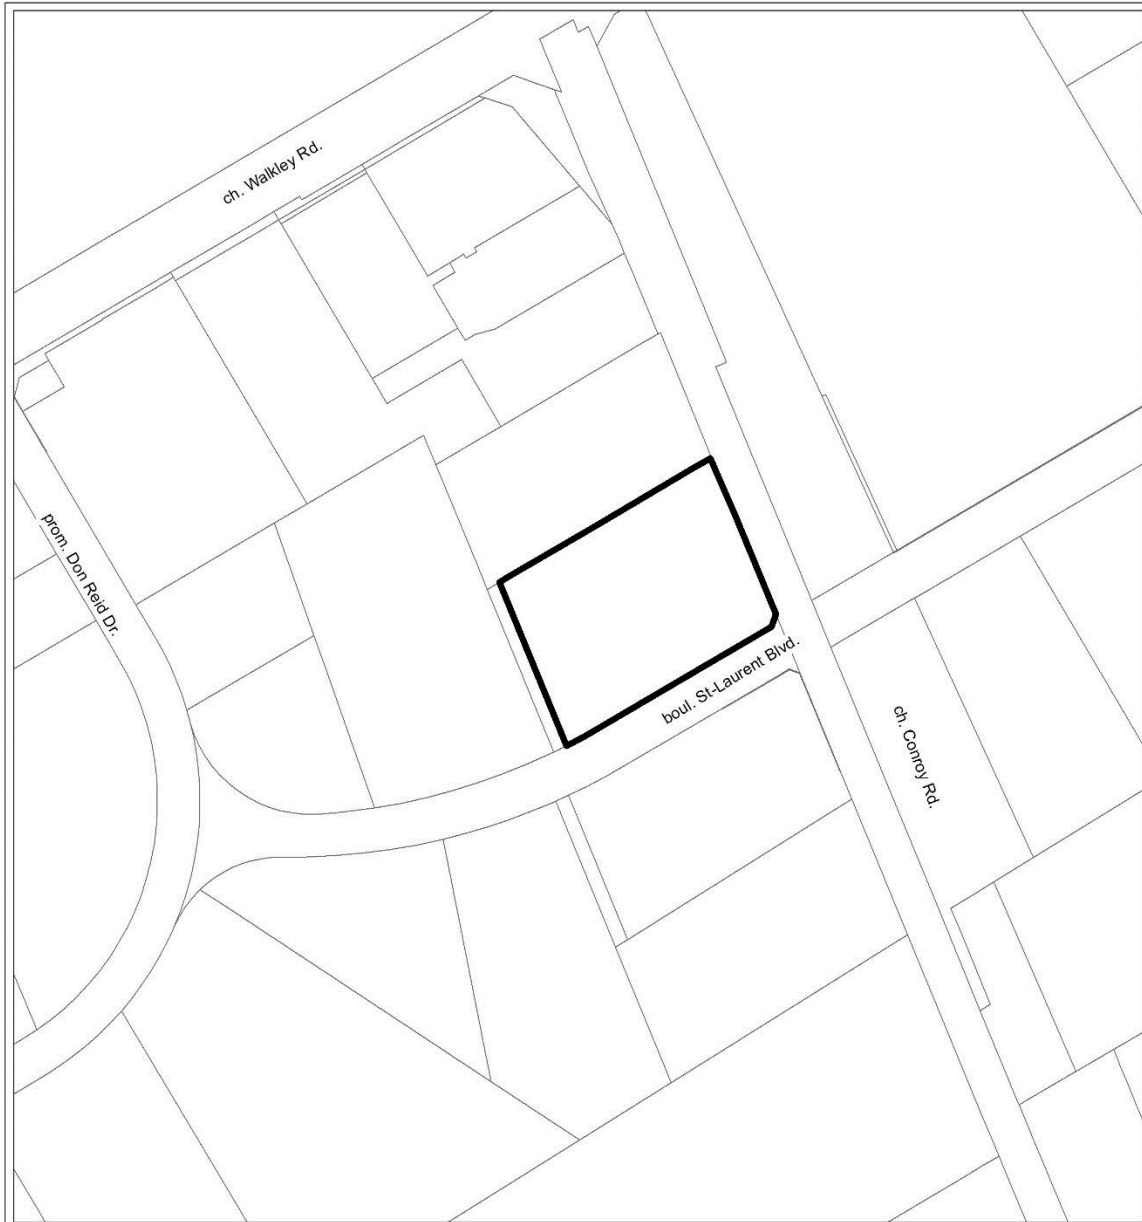 ch. Walkley Rd.
prom. Don Reid Dr.
boul. St-Laurent Blvd.
ch. Conroy Rd.